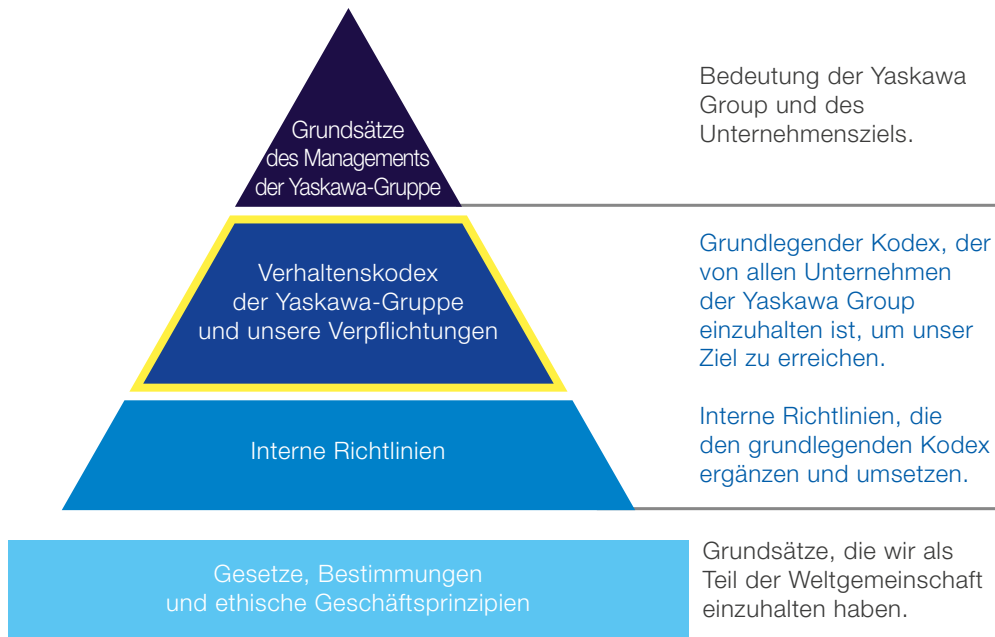 Grundsätze
des Managements
der Yaskawa-Gruppe
Bedeutung der Yaskawa
Group und des
Unternehmensziels.
Verhaltenskodex
der Yaskawa-Gruppe
und unsere Verpflichtungen
Grundlegender Kodex, der
von allen Unternehmen
der Yaskawa Group
einzuhalten ist, um unser
Ziel zu erreichen.
Interne Richtlinien
Interne Richtlinien, die
den grundlegenden Kodex
ergänzen und umsetzen.
Gesetze, Bestimmungen
und ethische Geschäftsprinzipien
Grundsätze, die wir als
Teil der Weltgemeinschaft
einzuhalten haben.